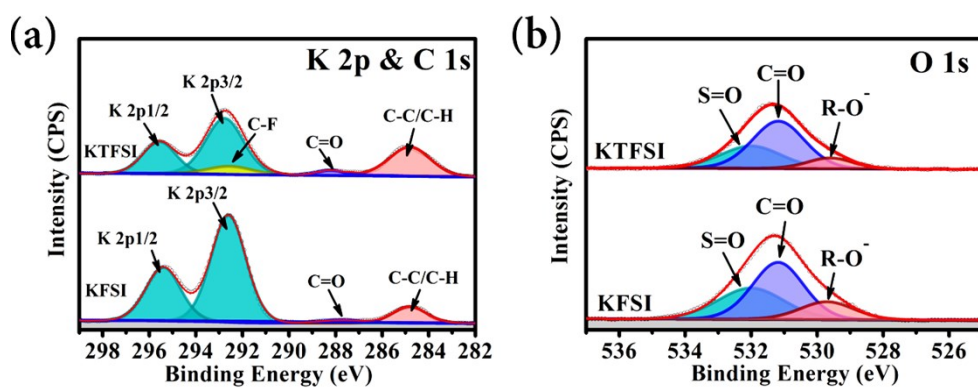 (a)
K 2p & C 1s
K 2p3/2
K 2p1/2
C-F
C=O
C-C/C-H
KTFSI
K 2p3/2
K 2p1/2
C=O
C-C/C-H
KFSI
Intensity (CPS)
298 296 294 292 290 288 286 284 282
Binding Energy (eV)
(b)
O 1s
C=O
S=O
R-O⁻
KTFSI
C=O
S=O
R-O⁻
KFSI
Intensity (CPS)
536 534 532 530 528 526
Binding Energy (eV)